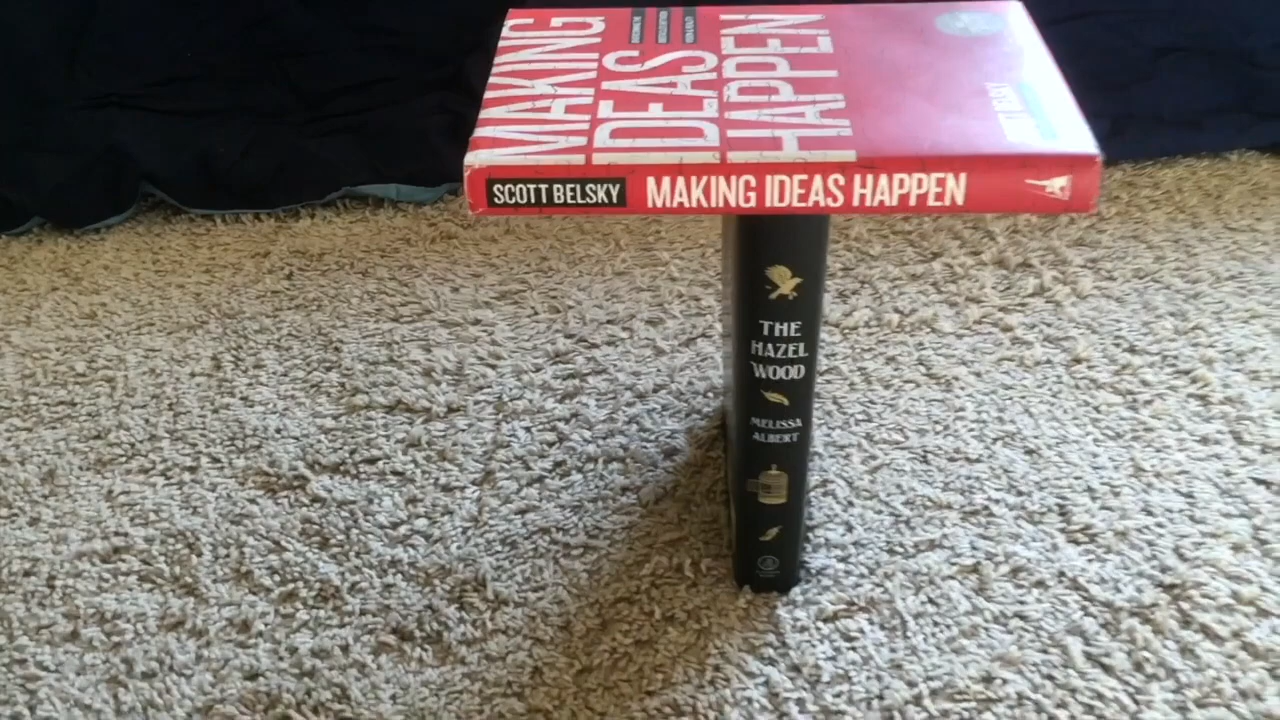 MAKING
IDEAS
HAPPEN
SCOTT BELSKY
MAKING IDEAS HAPPEN
THE
HAZEL
WOOD
MELISSA
ALBERT